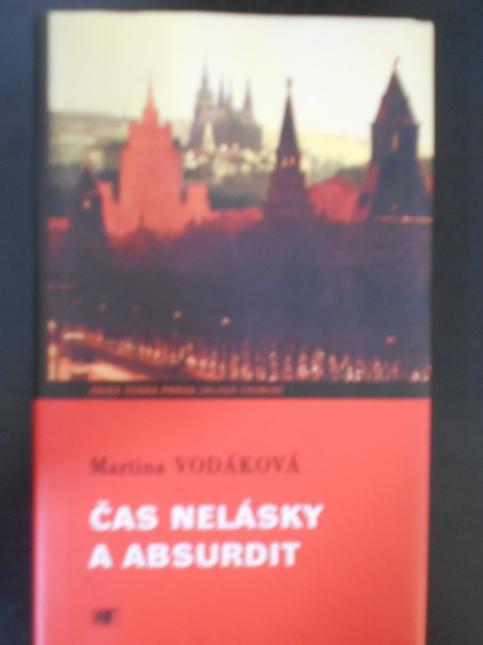 Martina VODÁKOVÁ
ČAS NELÁSKY
A ABSURDIT